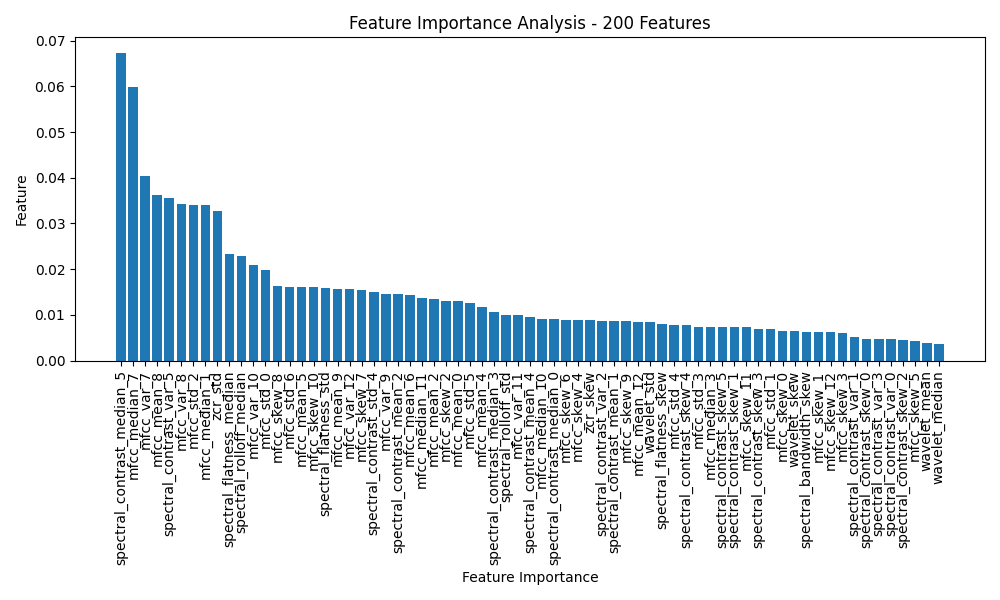 Feature Importance Analysis - 200 Features
0.07
0.06
0.05
0.04
0.03
0.02
0.01
0.00
Feature
spectral_contrast_median_5
mfcc_median_7
mfcc_var_7
mfcc_mean_8
spectral_contrast_var_5
mfcc_var_8
mfcc_std_2
mfcc_median_1
zcr_std
spectral_flatness_median
spectral_rolloff_median
mfcc_var_10
mfcc_std_0
mfcc_skew_8
mfcc_std_6
mfcc_mean_5
mfcc_skew_10
spectral_flatness_std
mfcc_mean_9
mfcc_var_12
mfcc_skew_7
spectral_contrast_std_4
mfcc_var_9
spectral_contrast_mean_2
mfcc_mean_6
mfcc_median_11
mfcc_mean_2
mfcc_skew_2
mfcc_mean_0
mfcc_std_5
mfcc_mean_4
spectral_contrast_median_3
spectral_rolloff_std
mfcc_var_11
spectral_contrast_mean_4
mfcc_median_10
spectral_contrast_median_0
mfcc_skew_6
mfcc_skew_4
zcr_skew
spectral_contrast_var_2
spectral_contrast_mean_1
mfcc_skew_9
mfcc_mean_12
wavelet_std
spectral_flatness_skew
mfcc_std_4
spectral_contrast_skew_4
mfcc_std_3
mfcc_median_3
spectral_contrast_skew_5
spectral_contrast_skew_1
mfcc_skew_11
spectral_contrast_skew_3
mfcc_std_1
mfcc_skew_0
wavelet_skew
spectral_bandwidth_skew
mfcc_skew_1
mfcc_skew_12
mfcc_skew_3
spectral_contrast_var_1
spectral_contrast_skew_0
spectral_contrast_var_3
spectral_contrast_var_0
spectral_contrast_skew_2
mfcc_skew_5
wavelet_mean
wavelet_median
Feature Importance